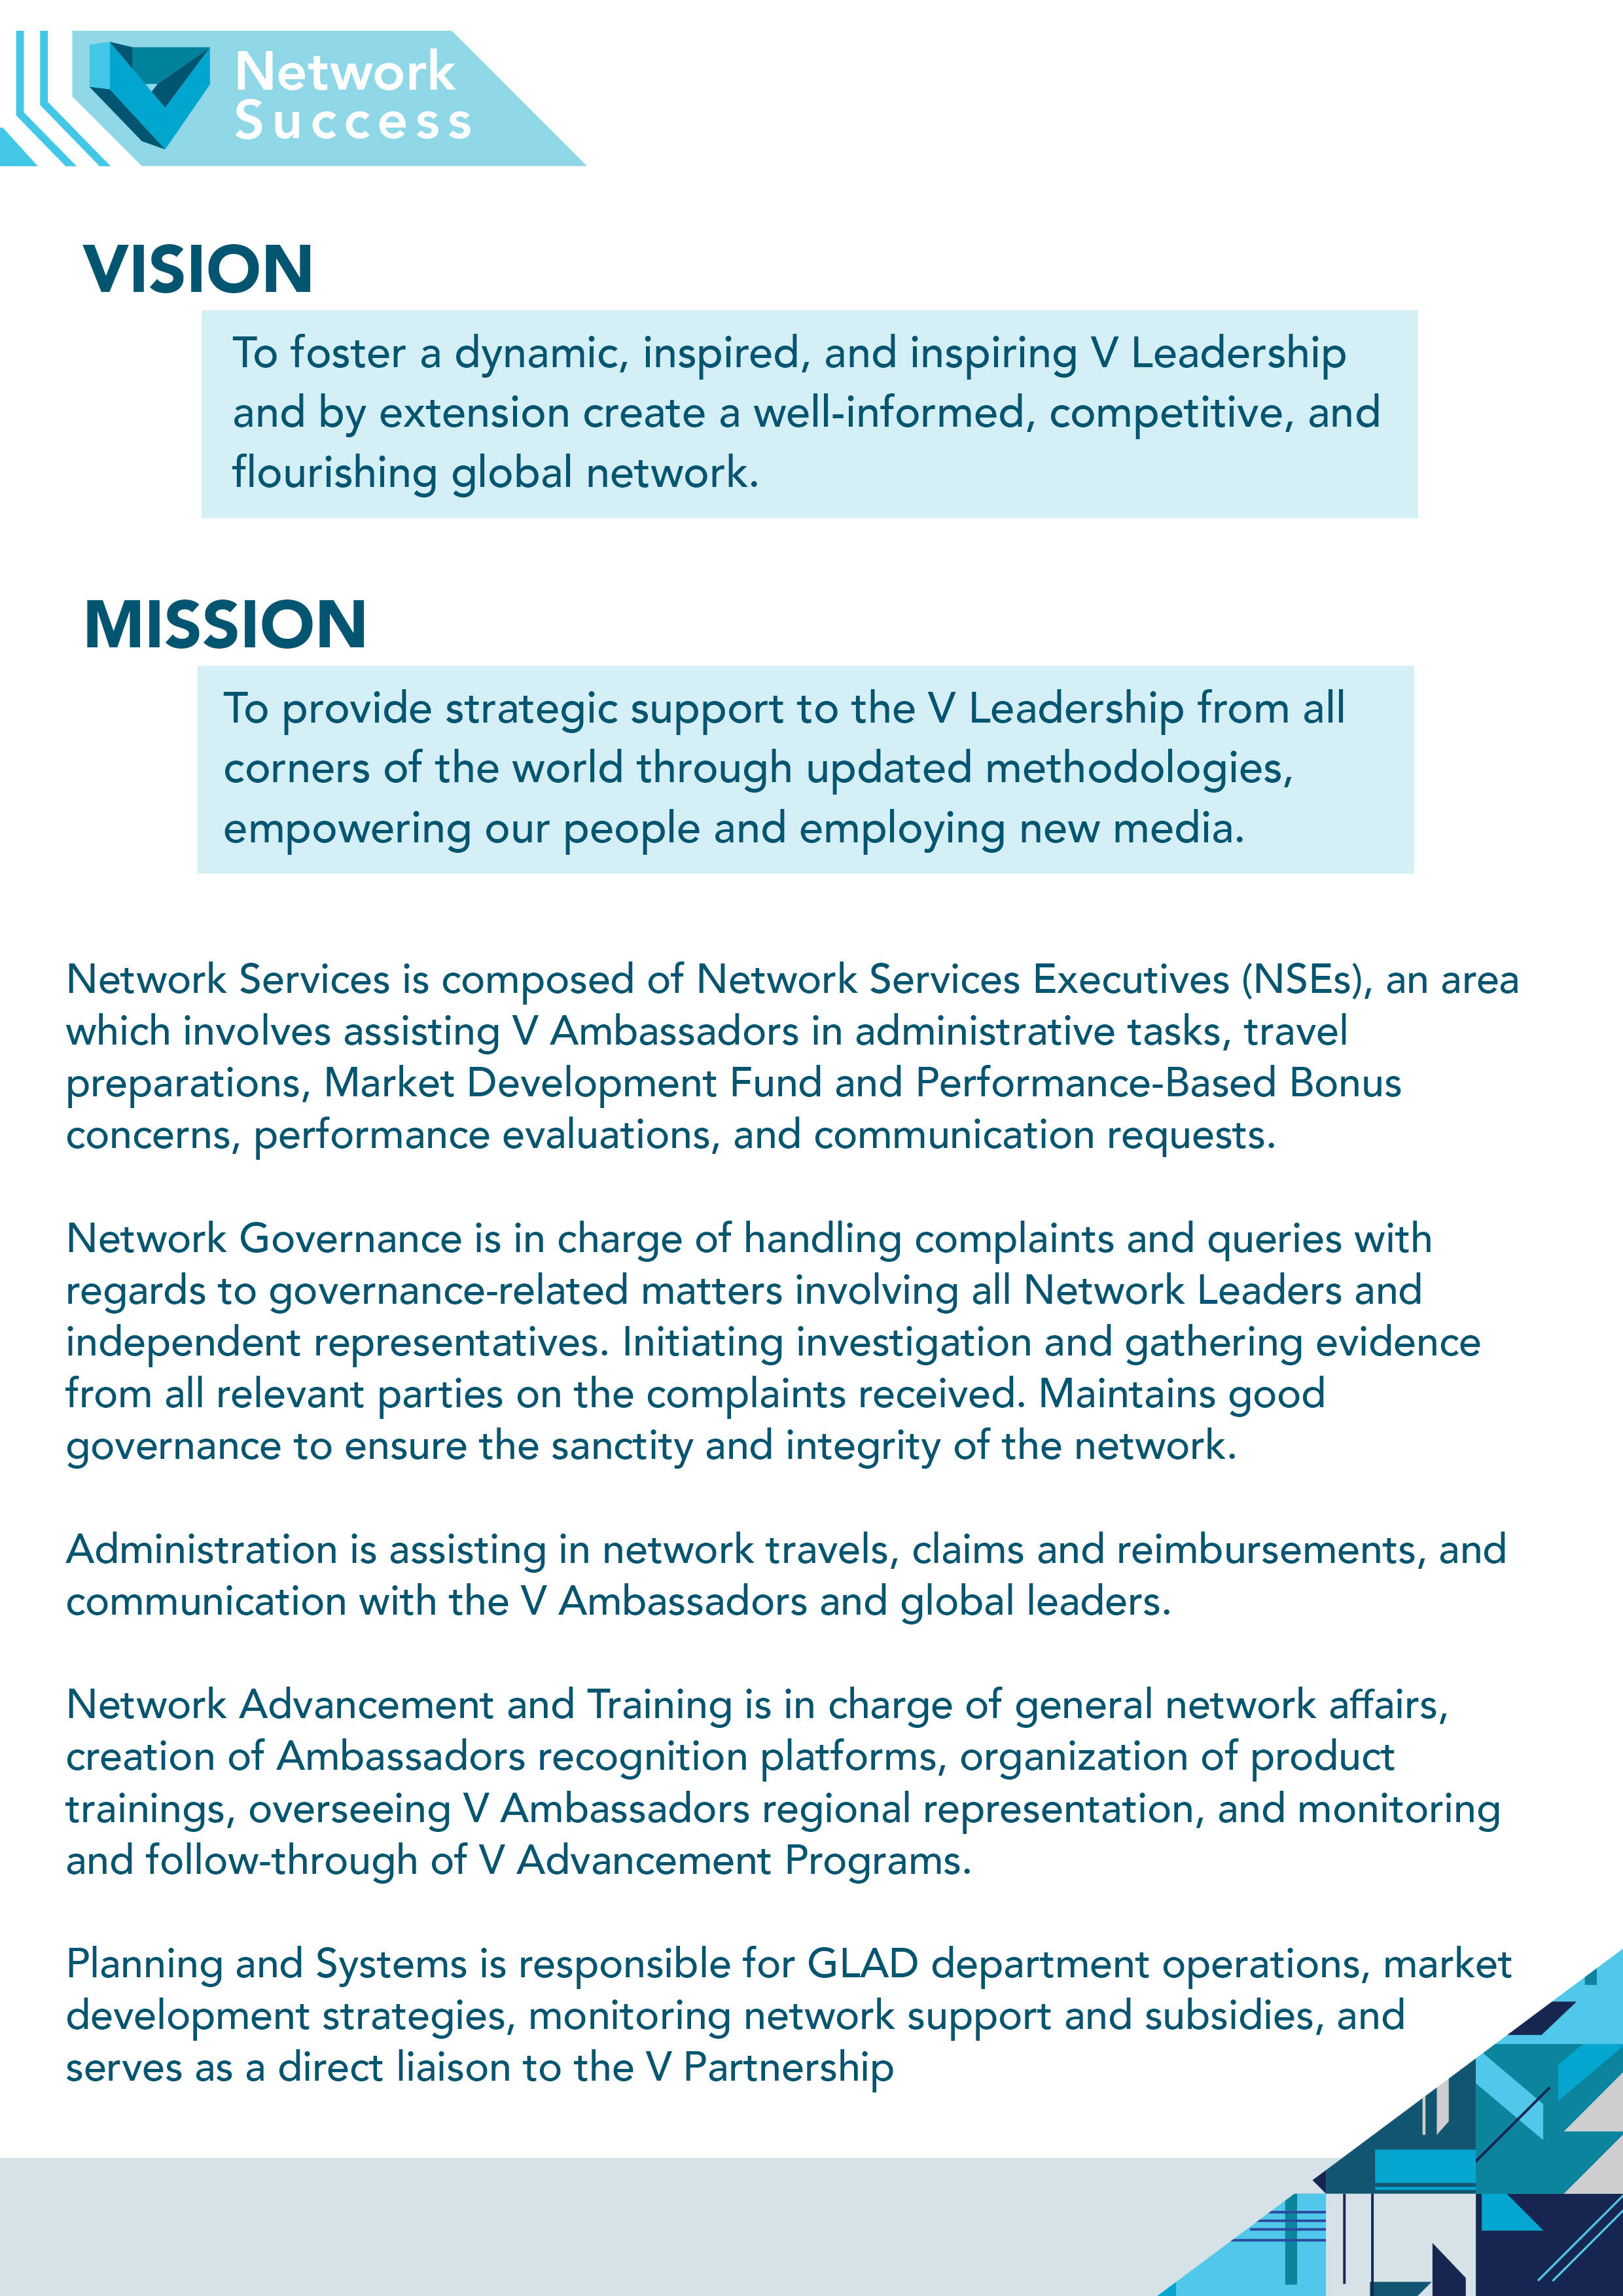 Network
Success
VISION
To foster a dynamic, inspired, and inspiring V Leadership
and by extension create a well-informed, competitive, and
flourishing global network.
MISSION
To provide strategic support to the V Leadership from all
corners of the world through updated methodologies,
empowering our people and employing new media.
Network Services is composed of Network Services Executives (NSEs), an area
which involves assisting V Ambassadors in administrative tasks, travel
preparations, Market Development Fund and Performance-Based Bonus
concerns, performance evaluations, and communication requests.
Network Governance is in charge of handling complaints and queries with
regards to governance-related matters involving all Network Leaders and
independent representatives. Initiating investigation and gathering evidence
from all relevant parties on the complaints received. Maintains good
governance to ensure the sanctity and integrity of the network.
Administration is assisting in network travels, claims and reimbursements, and
communication with the V Ambassadors and global leaders.
Network Advancement and Training is in charge of general network affairs,
creation of Ambassadors recognition platforms, organization of product
trainings, overseeing V Ambassadors regional representation, and monitoring
and follow-through of V Advancement Programs.
Planning and Systems is responsible for GLAD department operations, market
development strategies, monitoring network support and subsidies, and
serves as a direct liaison to the V Partnership